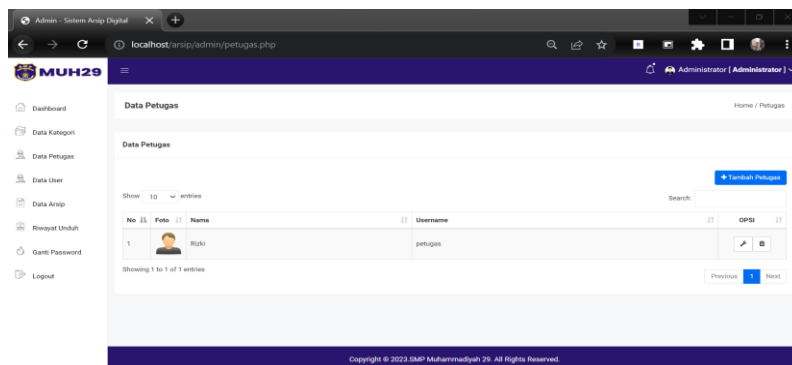 Admin - Sistem Arsip Digital
localhost/arsip/admin/petugas.php
MUH29
Administrator [ Administrator ]
Dashboard
Data Kategori
Data Petugas
Data User
Data Arsip
Riwayat Unduh
Ganti Password
Logout
Data Petugas
Home / Petugas
Data Petugas
Tambah Petugas
Show 10 entries
Search:
No Foto Nama Username OPSI
1 Rizki petugas
Showing 1 to 1 of 1 entries
Previous 1 Next
Copyright © 2023.SMP Muhammadiyah 29. All Rights Reserved.